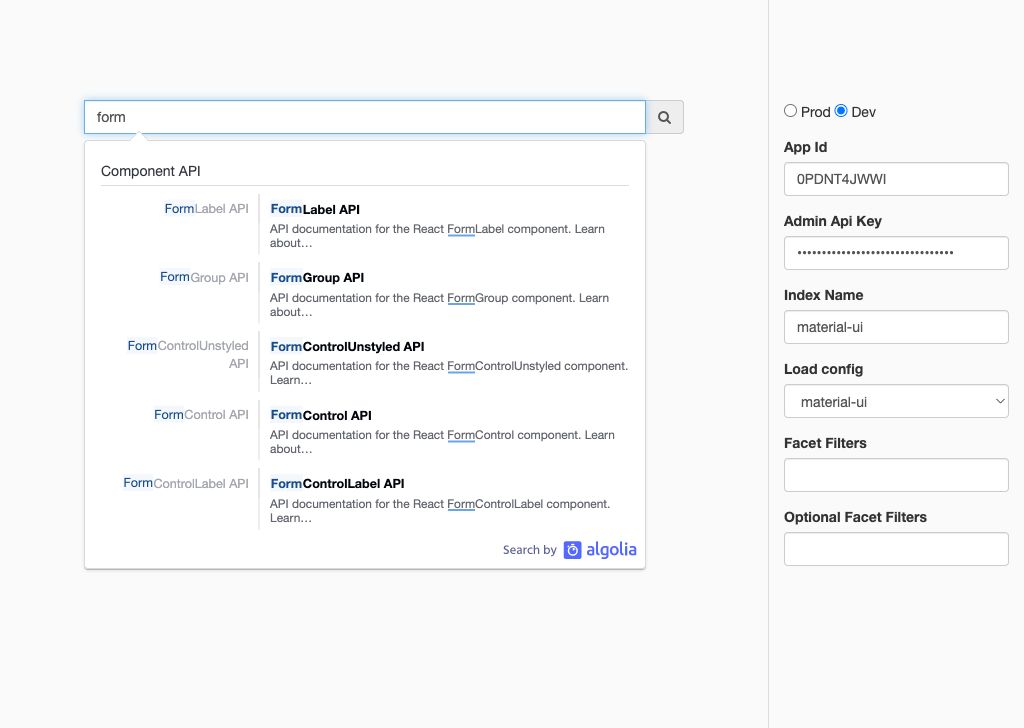 form
Component API
FormLabel API
FormLabel API
API documentation for the React FormLabel component. Learn
about…
FormGroup API
FormGroup API
API documentation for the React FormGroup component. Learn
about…
FormControlUnstyled
API
FormControlUnstyled API
API documentation for the React FormControlUnstyled component.
Learn…
FormControl API
FormControl API
API documentation for the React FormControl component. Learn
about…
FormControlLabel API
FormControlLabel API
API documentation for the React FormControlLabel component.
Learn…
Search by algolia
Prod Dev
App Id
0PDNT4JWWI
Admin Api Key
••••••••••••••••••••••••••••••••
Index Name
material-ui
Load config
material-ui
Facet Filters
Optional Facet Filters